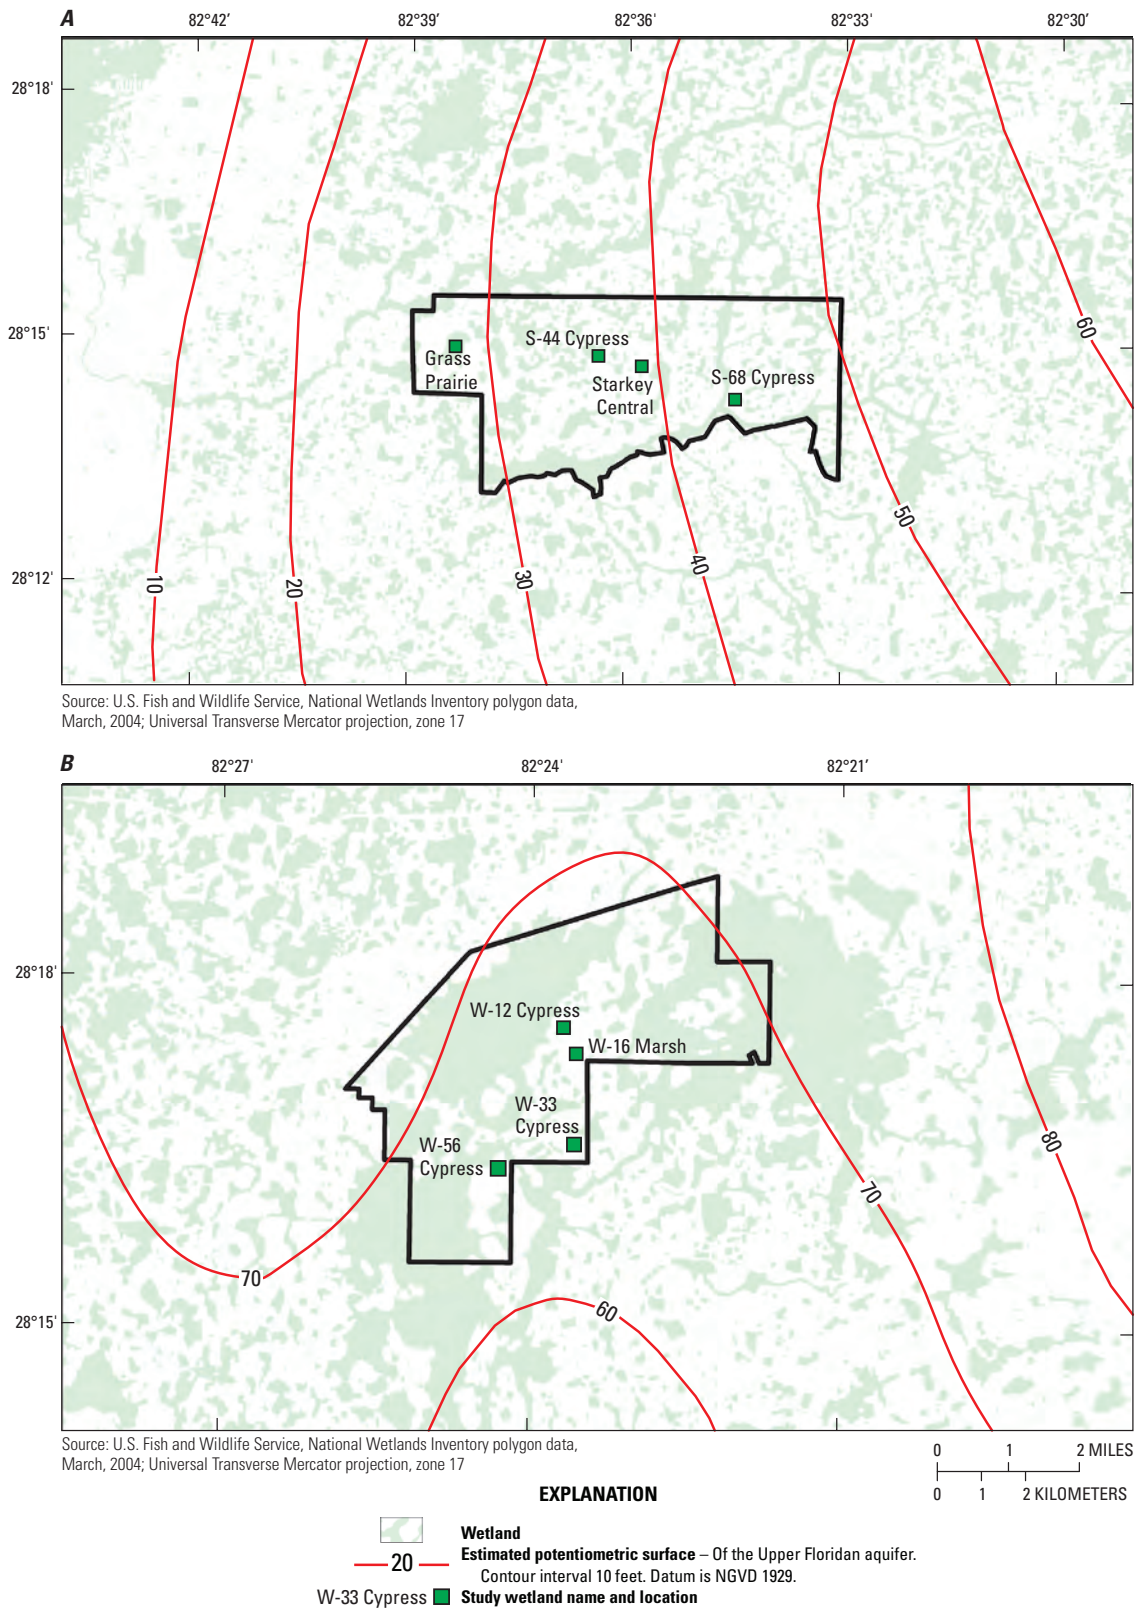 A
82°42' 82°39' 82°36' 82°33' 82°30'
28°18'
28°15'
28°12'
Grass
Prairie
S-44 Cypress
Starkey
Central
S-68 Cypress
60
50
40
30
20
10
Source: U.S. Fish and Wildlife Service, National Wetlands Inventory polygon data,
March, 2004; Universal Transverse Mercator projection, zone 17
B
82°27' 82°24' 82°21'
28°18'
28°15'
W-12 Cypress
W-16 Marsh
W-33
Cypress
W-56
Cypress
80
70
70
60
Source: U.S. Fish and Wildlife Service, National Wetlands Inventory polygon data,
March, 2004; Universal Transverse Mercator projection, zone 17
0 1 2 MILES
0 1 2 KILOMETERS
EXPLANATION
Wetland
20 Estimated potentiometric surface – Of the Upper Floridan aquifer.
Contour interval 10 feet. Datum is NGVD 1929.
W-33 Cypress Study wetland name and location